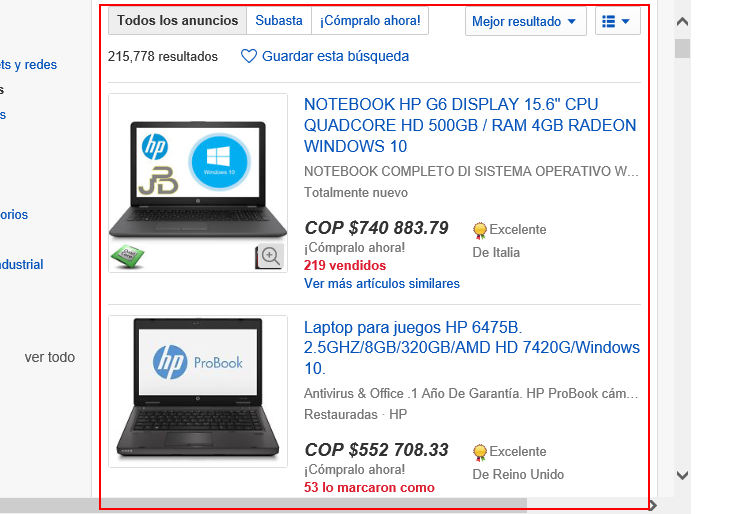 Todos los anuncios
Subasta
¡Cómpralo ahora!
Mejor resultado
215,778 resultados
Guardar esta búsqueda
ts y redes
s
s
orios
ndustrial
ver todo
hp
Windows 10
JPB
NOTEBOOK HP G6 DISPLAY 15.6" CPU
QUADCORE HD 500GB / RAM 4GB RADEON
WINDOWS 10
NOTEBOOK COMPLETO DI SISTEMA OPERATIVO W...
Totalmente nuevo
COP $740 883.79
Excelente
¡Cómpralo ahora!
De Italia
219 vendidos
Ver más artículos similares
hp ProBook
Laptop para juegos HP 6475B.
2.5GHZ/8GB/320GB/AMD HD 7420G/Windows
10.
Antivirus & Office .1 Año De Garantía. HP ProBook cám...
Restauradas · HP
COP $552 708.33
Excelente
¡Cómpralo ahora!
De Reino Unido
53 lo marcaron como